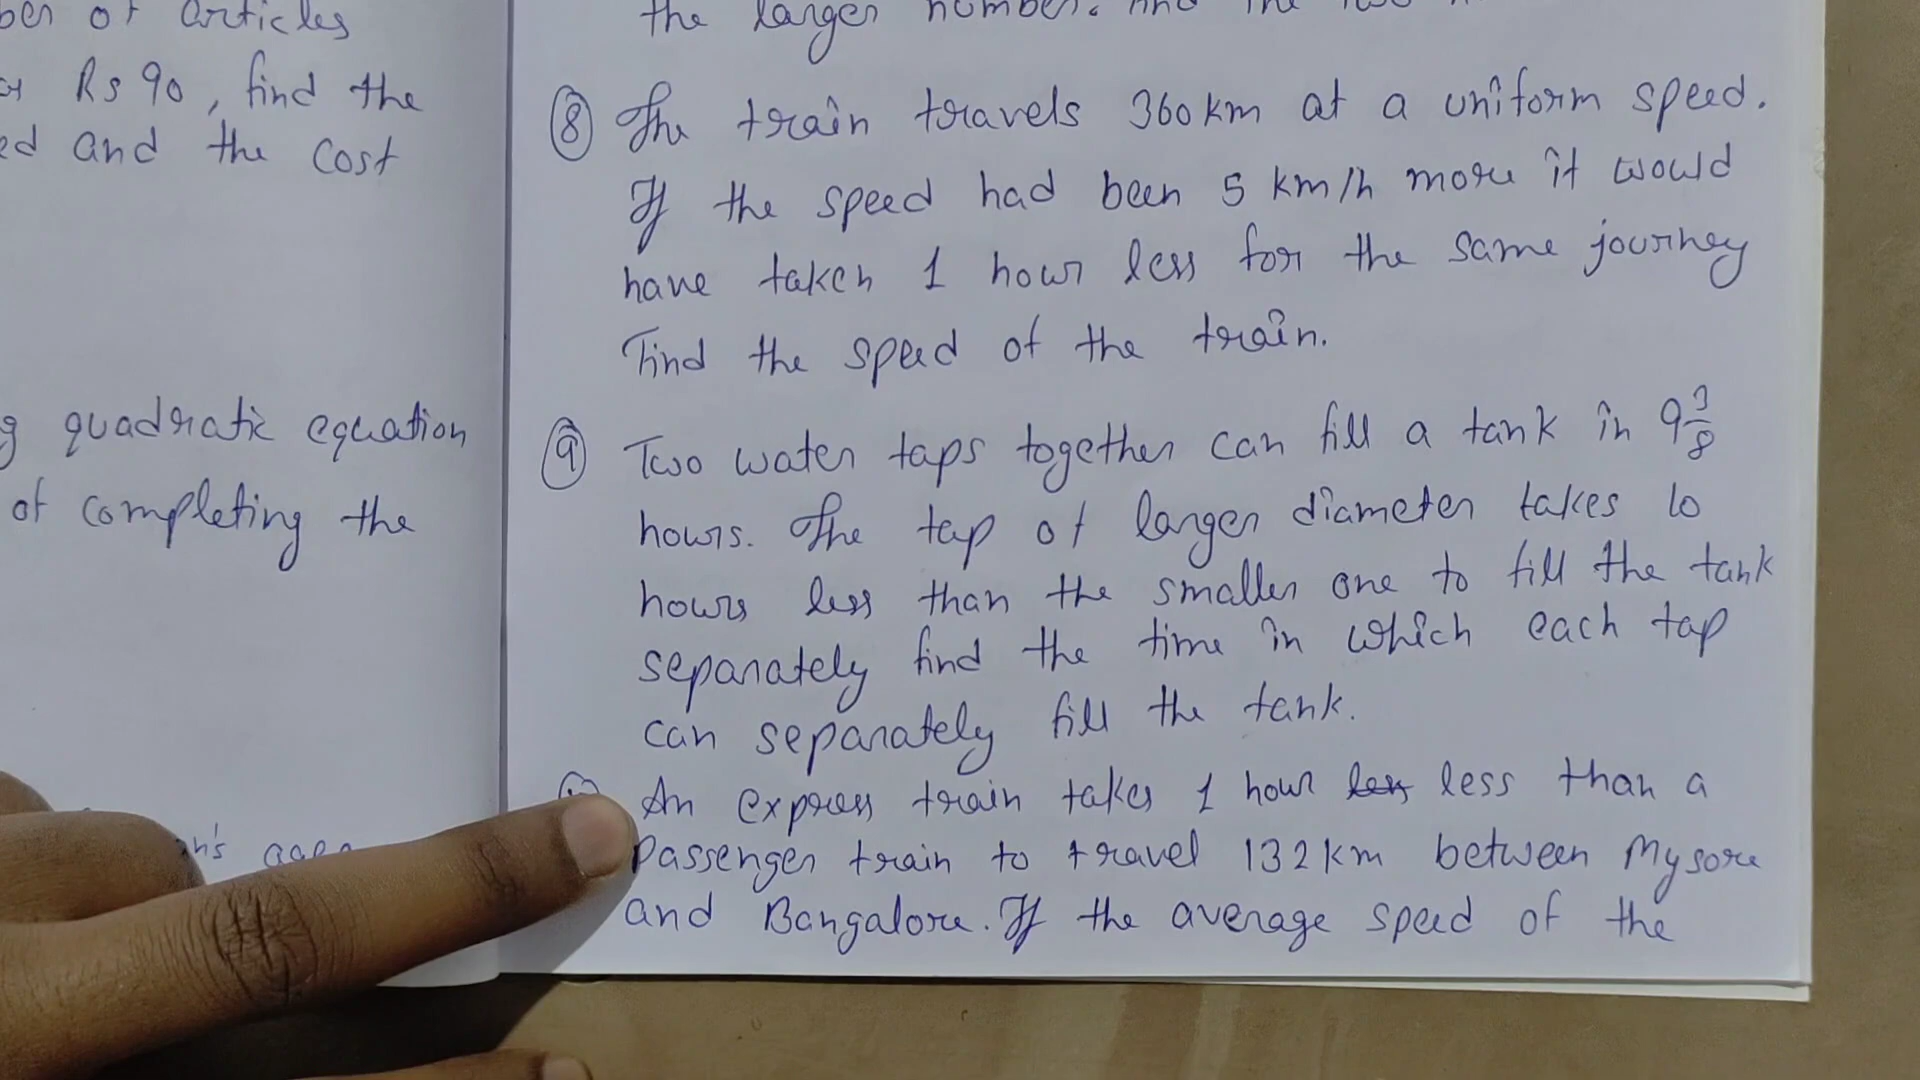 of articles
Rs 90, find the
and the cost
quadratic equation
of completing the
the larger number. And the two
⑧ The train travels 360 km at a uniform speed.
If the speed had been 5 km/h more it would
have taken 1 hour less for the same journey
Find the speed of the train.
⑨ Two water taps together can fill a tank in 9 3/8
hours. The tap of larger diameter takes 10
hours less than the smaller one to fill the tank
separately find the time in which each tap
can separately fill the tank.
An express train takes 1 hour less than a
Passenger train to travel 132 km between Mysore
and Bangalore. If the average speed of the